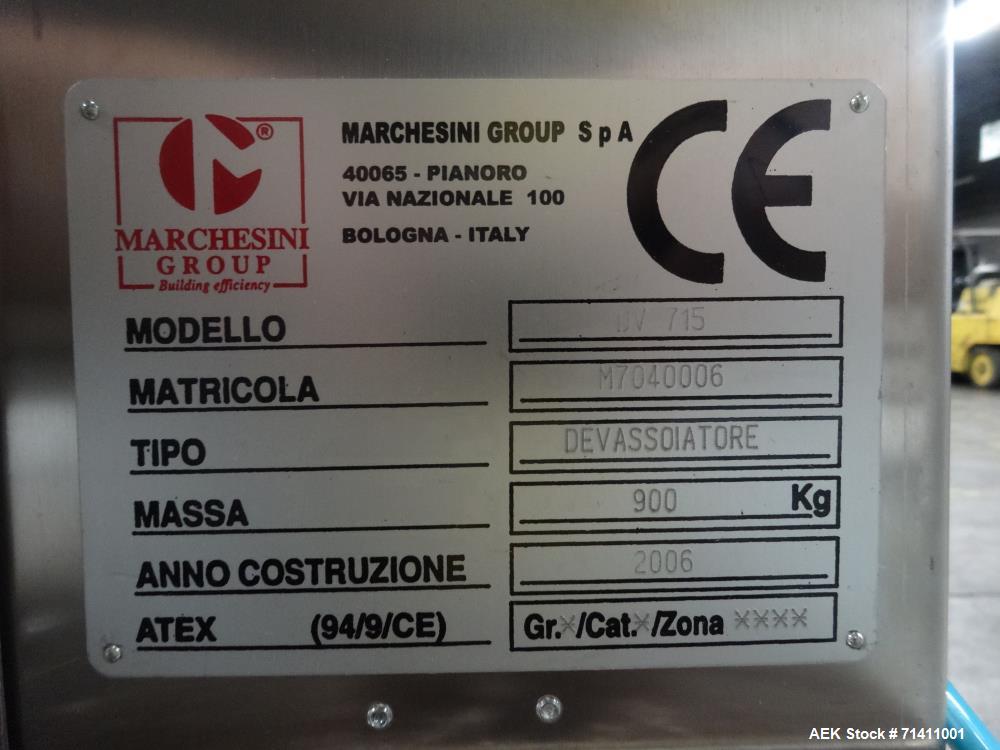 MARCHESINI
GROUP
Building efficiency
®
MARCHESINI GROUP S p A
40065 - PIANORO
VIA NAZIONALE 100
BOLOGNA - ITALY
CE
MODELLO 715
MATRICOLA M7040006
TIPO DEVASSOIATORE
MASSA 900 Kg
ANNO COSTRUZIONE 2006
ATEX (94/9/CE) Gr.*/Cat.*/Zona ****
AEK Stock # 71411001